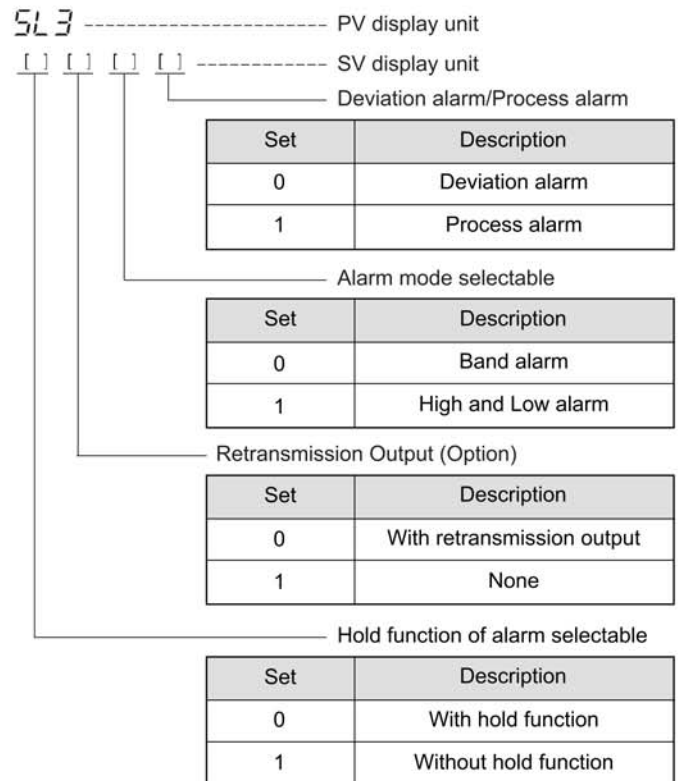 SL3 PV display unit
[ ] [ ] [ ] [ ] SV display unit
Deviation alarm/Process alarm
Set Description
0 Deviation alarm
1 Process alarm
Alarm mode selectable
Set Description
0 Band alarm
1 High and Low alarm
Retransmission Output (Option)
Set Description
0 With retransmission output
1 None
Hold function of alarm selectable
Set Description
0 With hold function
1 Without hold function